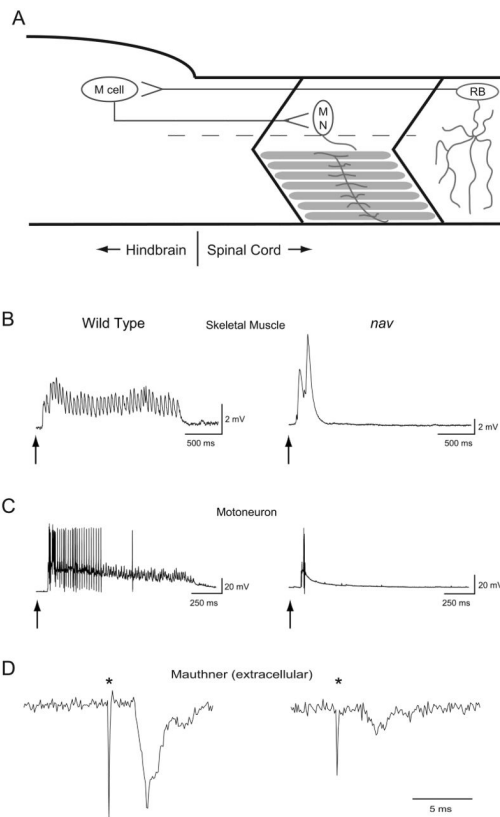 A
M cell
M
N
RB
Hindbrain
Spinal Cord
B
Wild Type
Skeletal Muscle
nav
2 mV
500 ms
2 mV
500 ms
C
Motoneuron
20 mV
250 ms
20 mV
250 ms
D
Mauthner (extracellular)
*
*
5 ms